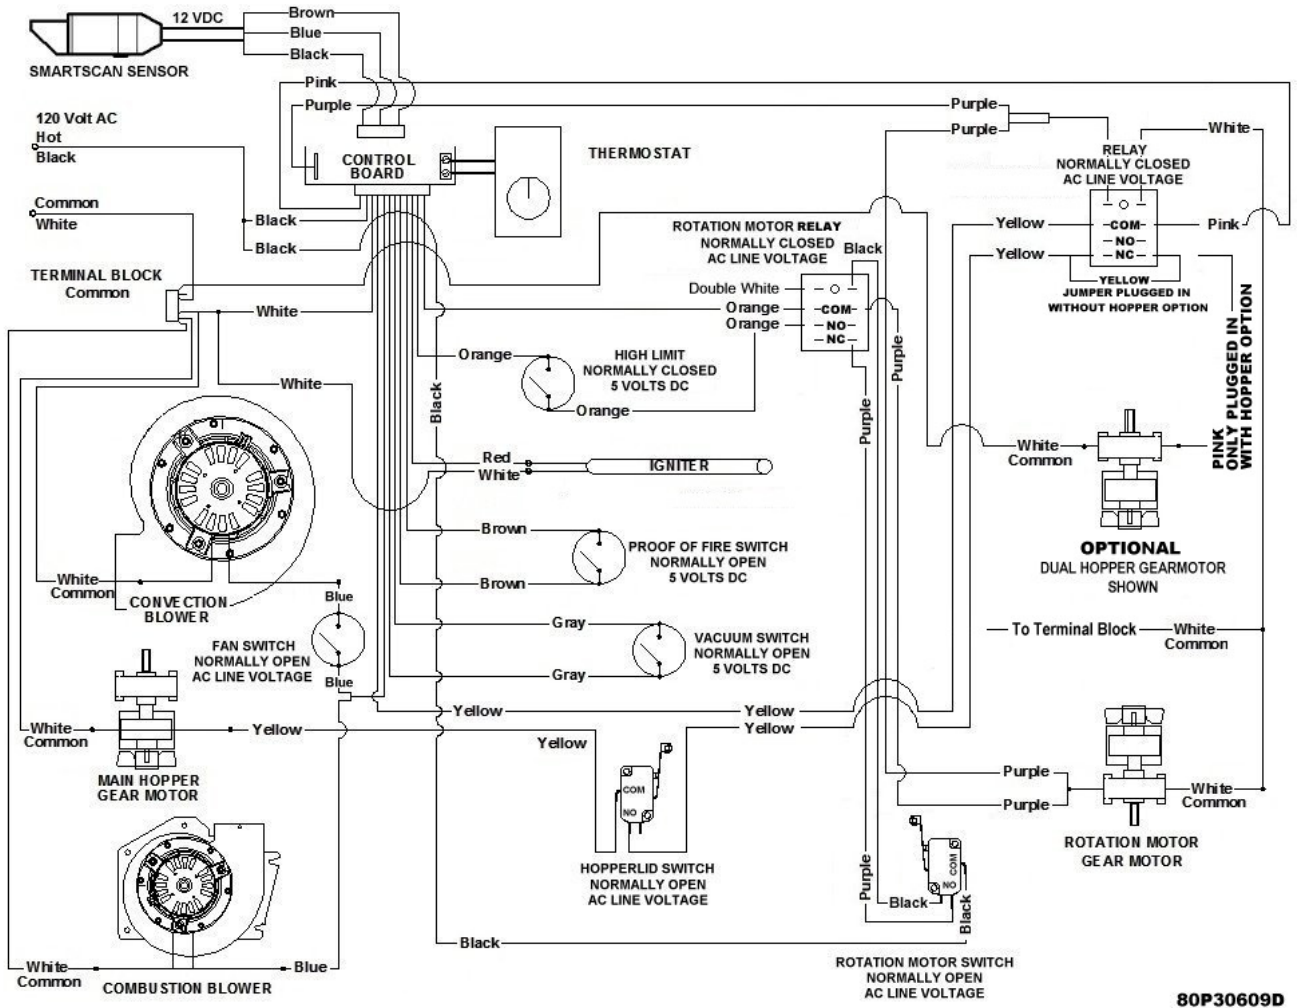 12 VDC
Brown
Blue
Black
SMARTSCAN SENSOR
Pink
Purple
120 Volt AC
Hot
Black
Common
White
CONTROL
BOARD
THERMOSTAT
Purple
Purple
White
RELAY
NORMALLY CLOSED
AC LINE VOLTAGE
Black
Black
TERMINAL BLOCK
Common
White
ROTATION MOTOR RELAY
NORMALLY CLOSED
AC LINE VOLTAGE
Black
Double White
Orange
Orange
COM
NO
NC
Yellow
Yellow
COM
NO
NC
Pink
YELLOW
JUMPER PLUGGED IN
WITHOUT HOPPER OPTION
PINK
ONLY PLUGGED IN
WITH HOPPER OPTION
White
Orange
HIGH LIMIT
NORMALLY CLOSED
5 VOLTS DC
Orange
Black
Purple
Purple
Red
White
IGNITER
White
Common
OPTIONAL
DUAL HOPPER GEARMOTOR
SHOWN
Brown
Brown
PROOF OF FIRE SWITCH
NORMALLY OPEN
5 VOLTS DC
White
Common
CONVECTION
BLOWER
Blue
FAN SWITCH
NORMALLY OPEN
AC LINE VOLTAGE
Blue
Gray
Gray
VACUUM SWITCH
NORMALLY OPEN
5 VOLTS DC
To Terminal Block
White
Common
Yellow
Yellow
Yellow
White
Common
Yellow
Yellow
MAIN HOPPER
GEAR MOTOR
COM
NO
HOPPERLID SWITCH
NORMALLY OPEN
AC LINE VOLTAGE
Purple
Purple
White
Common
ROTATION MOTOR
GEAR MOTOR
Purple
Black
COM
NO
Black
Black
ROTATION MOTOR SWITCH
NORMALLY OPEN
AC LINE VOLTAGE
White
Common
Blue
COMBUSTION BLOWER
80P30609D